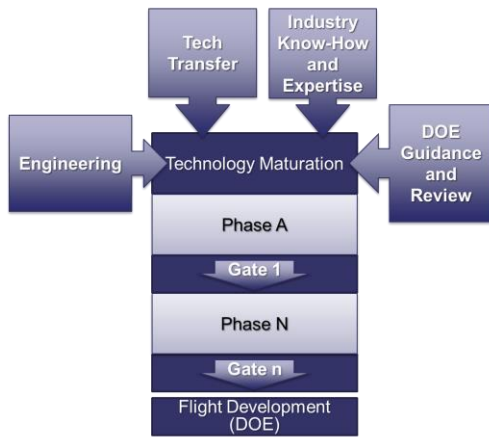 Tech
Transfer
Industry
Know-How
and
Expertise
Engineering
Technology Maturation
DOE
Guidance
and
Review
Phase A
Gate 1
Phase N
Gate n
Flight Development
(DOE)